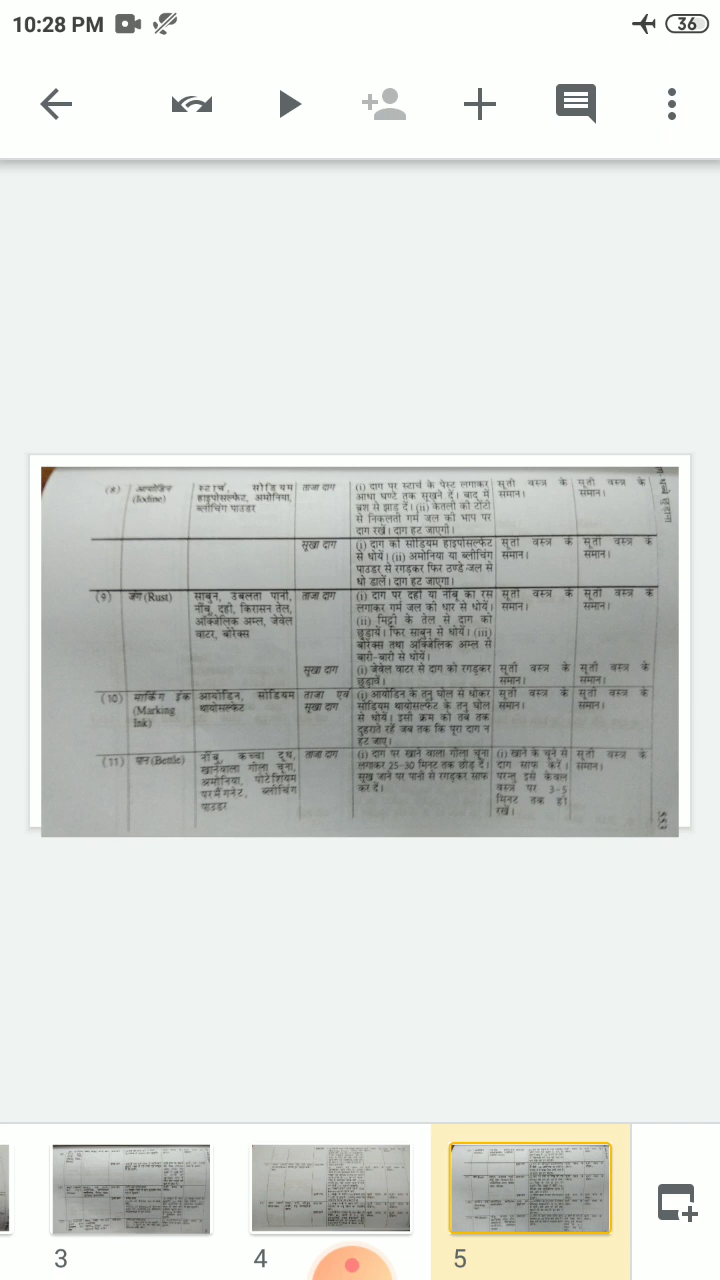 10:28 PM
36
दाग-धब्बे छुड़ाना
(8) आयोडिन स्टार्च, सोडियम ताजा दाग (i) दाग पर स्टार्च के पेस्ट लगाकर सूती वस्त्र के सूती वस्त्र के
(Iodine) हाइपोसल्फेट, अमोनिया, आधा घण्टे तक सूखने दें। बाद में समान। समान।
ब्लीचिंग पाउडर ब्रश से झाड़ दें। (ii) केतली की टोंटी
से निकलती गर्म जल की भाप पर
दाग रखें। दाग हट जाएगी।
सूखा दाग (i) दाग को सोडियम हाइपोसल्फेट सूती वस्त्र के सूती वस्त्र के
से धोयें। (ii) अमोनिया या ब्लीचिंग समान। समान।
पाउडर से रगड़कर फिर ठण्डे जल से
धो डालें। दाग हट जाएगा।
(9) जंग (Rust) साबुन, उबलता पानी, ताजा दाग (i) दाग पर दही या नींबू का रस सूती वस्त्र के सूती वस्त्र के
नींबू, दही, किरासन तेल, लगाकर गर्म जल की धार से धोयें। समान। समान।
ऑक्जेलिक अम्ल, जेवेल (ii) मिट्टी के तेल से दाग को
वाटर, बोरेक्स छुड़ायें। फिर साबुन से धोयें। (iii)
बोरेक्स तथा ऑक्जेलिक अम्ल से
बारी-बारी से धोयें।
सूखा दाग (i) जेवेल वाटर से दाग को रगड़कर सूती वस्त्र के सूती वस्त्र के
छुड़ावें। समान। समान।
(10) मार्किंग इंक आयोडिन, सोडियम ताजा एवं (i) आयोडिन के तनु घोल से धोकर सूती वस्त्र के सूती वस्त्र के
(Marking थायोसल्फेट सूखा दाग सोडियम थायोसल्फेट के तनु घोल समान। समान।
Ink) से धोयें। इसी क्रम को तब तक
दुहराते रहें जब तक कि पूरा दाग न
हट जाए।
(11) पान (Bettle) नींबू, कच्चा दूध, ताजा दाग (i) दाग पर खाने वाला गीला चूना (i) खाने के चूने से सूती वस्त्र के
खानेवाला गीला चूना, लगाकर 25-30 मिनट तक छोड़ दें। दाग साफ करें। समान।
अमोनिया, पोटेशियम सूख जाने पर पानी से रगड़कर साफ परन्तु इसे केवल
परमैंगनेट, ब्लीचिंग कर दें। वस्त्र पर 3-5
पाउडर मिनट तक ही
रखें।
553
3
4
5